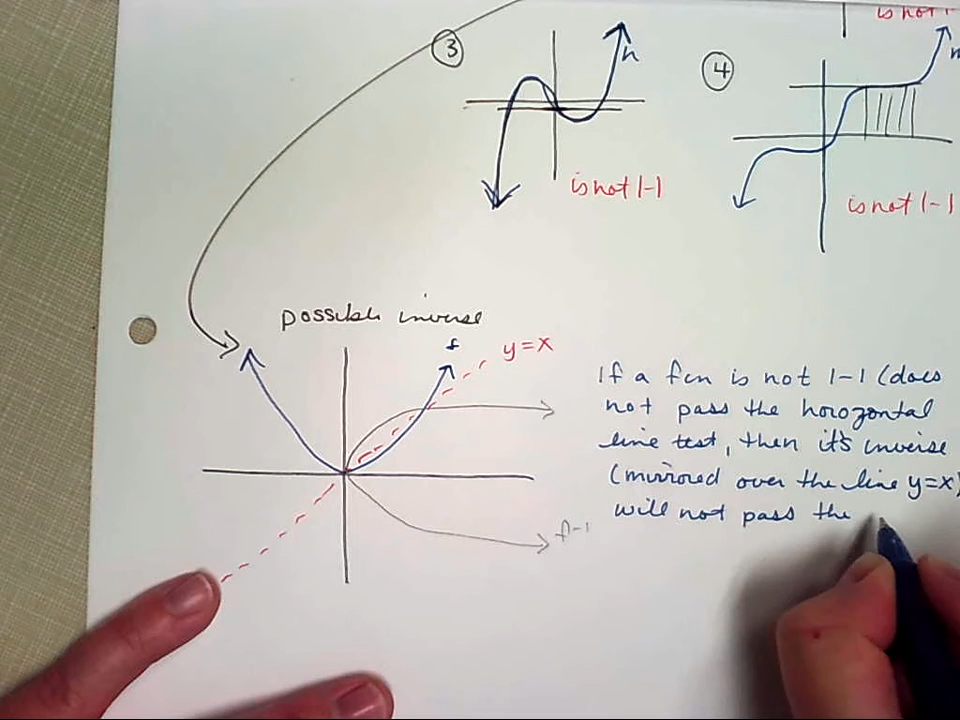 is not 1-
③
h
④
is not 1-1
is not 1-1
possible inverse
f
y=x
If a fcn is not 1-1 (does
not pass the horozontal
line test, then it's inverse
(mirrored over the line y=x)
will not pass the
f-1